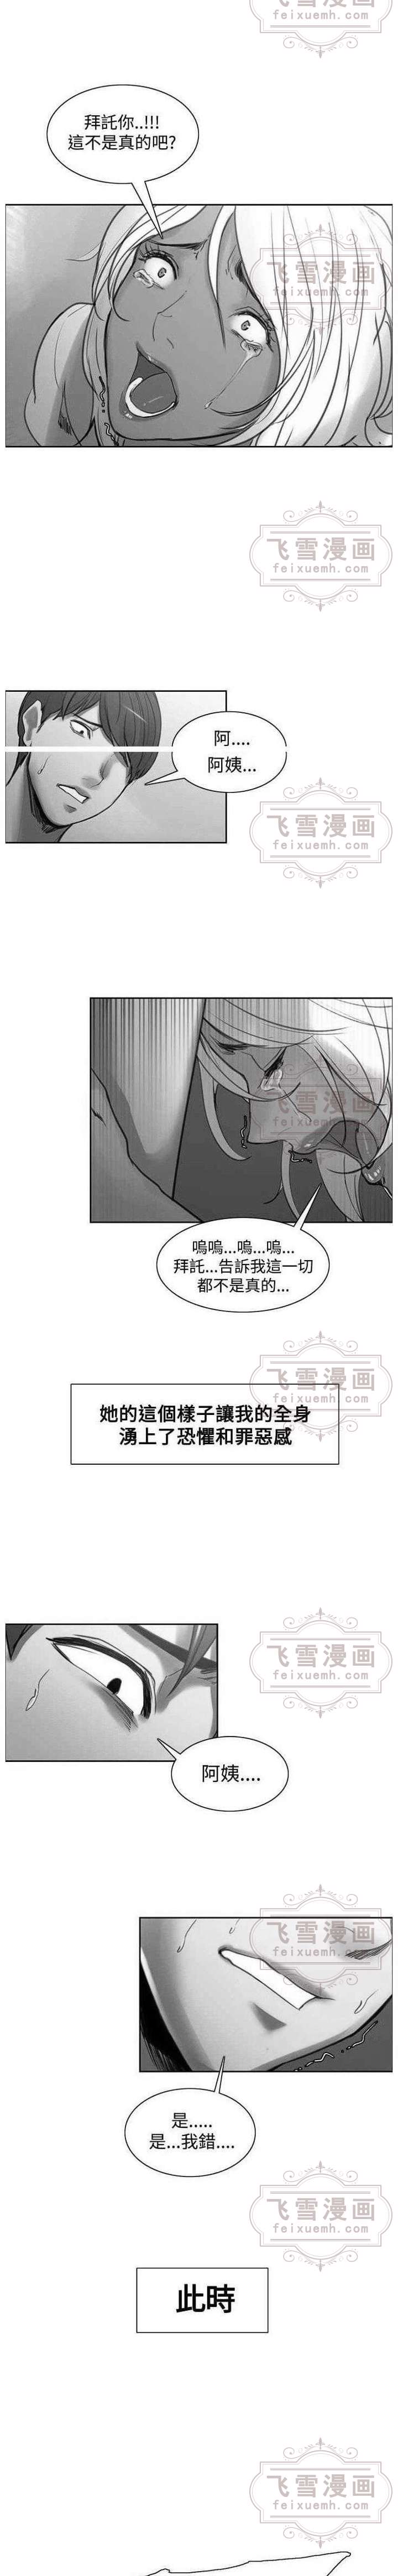 飞雪漫画
feixuemh.com
拜託你..!!!
這不是真的吧?
飞雪漫画
feixuemh.com
飞雪漫画
feixuemh.com
阿....
阿姨...
飞雪漫画
feixuemh.com
飞雪漫画
feixuemh.com
嗚嗚...嗚...嗚...
拜託...告訴我這一切
都不是真的...
飞雪漫画
feixuemh.com
她的這個樣子讓我的全身
湧上了恐懼和罪惡感
飞雪漫画
feixuemh.com
阿姨....
飞雪漫画
feixuemh.com
是.....
是...我錯....
飞雪漫画
feixuemh.com
此時
飞雪漫画
feixuemh.com